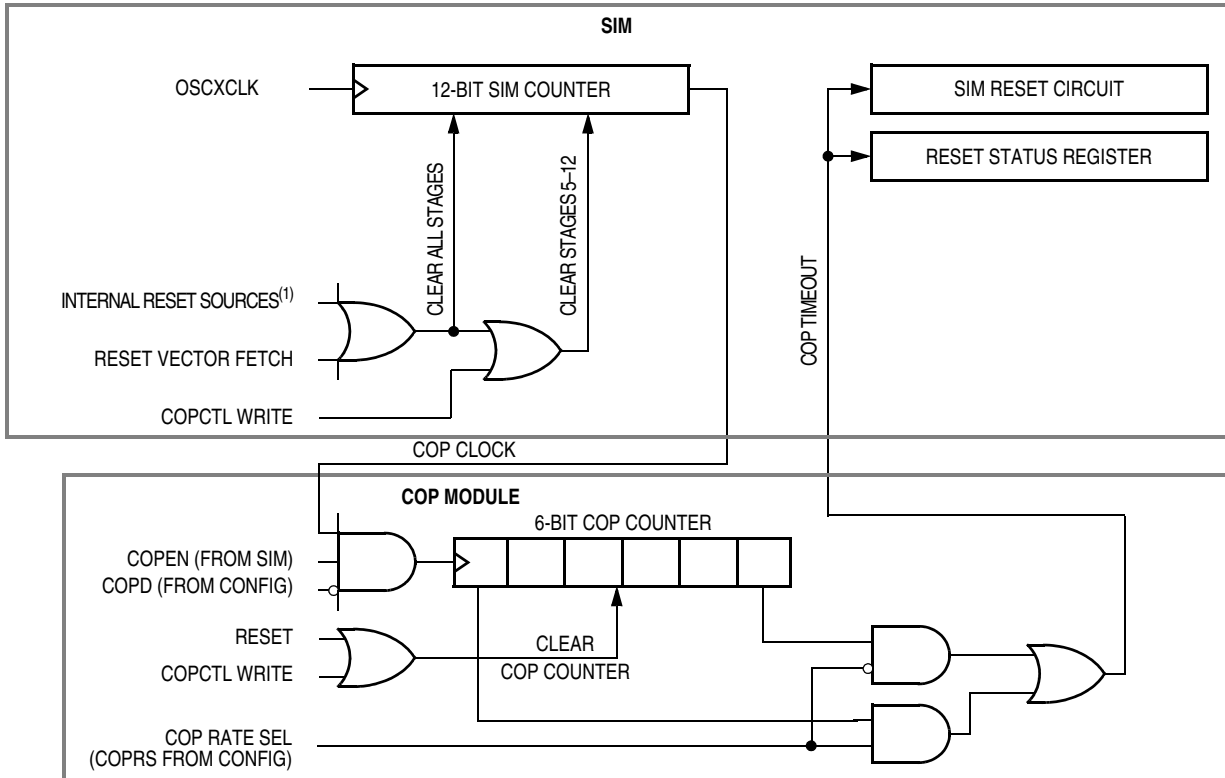 SIM
OSCXCLK
12-BIT SIM COUNTER
SIM RESET CIRCUIT
RESET STATUS REGISTER
CLEAR ALL STAGES
CLEAR STAGES 5–12
COP TIMEOUT
INTERNAL RESET SOURCES(1)
RESET VECTOR FETCH
COPCTL WRITE
COP CLOCK
COP MODULE
6-BIT COP COUNTER
COPEN (FROM SIM)
COPD (FROM CONFIG)
RESET
CLEAR
COPCTL WRITE
COP COUNTER
COP RATE SEL
(COPRS FROM CONFIG)